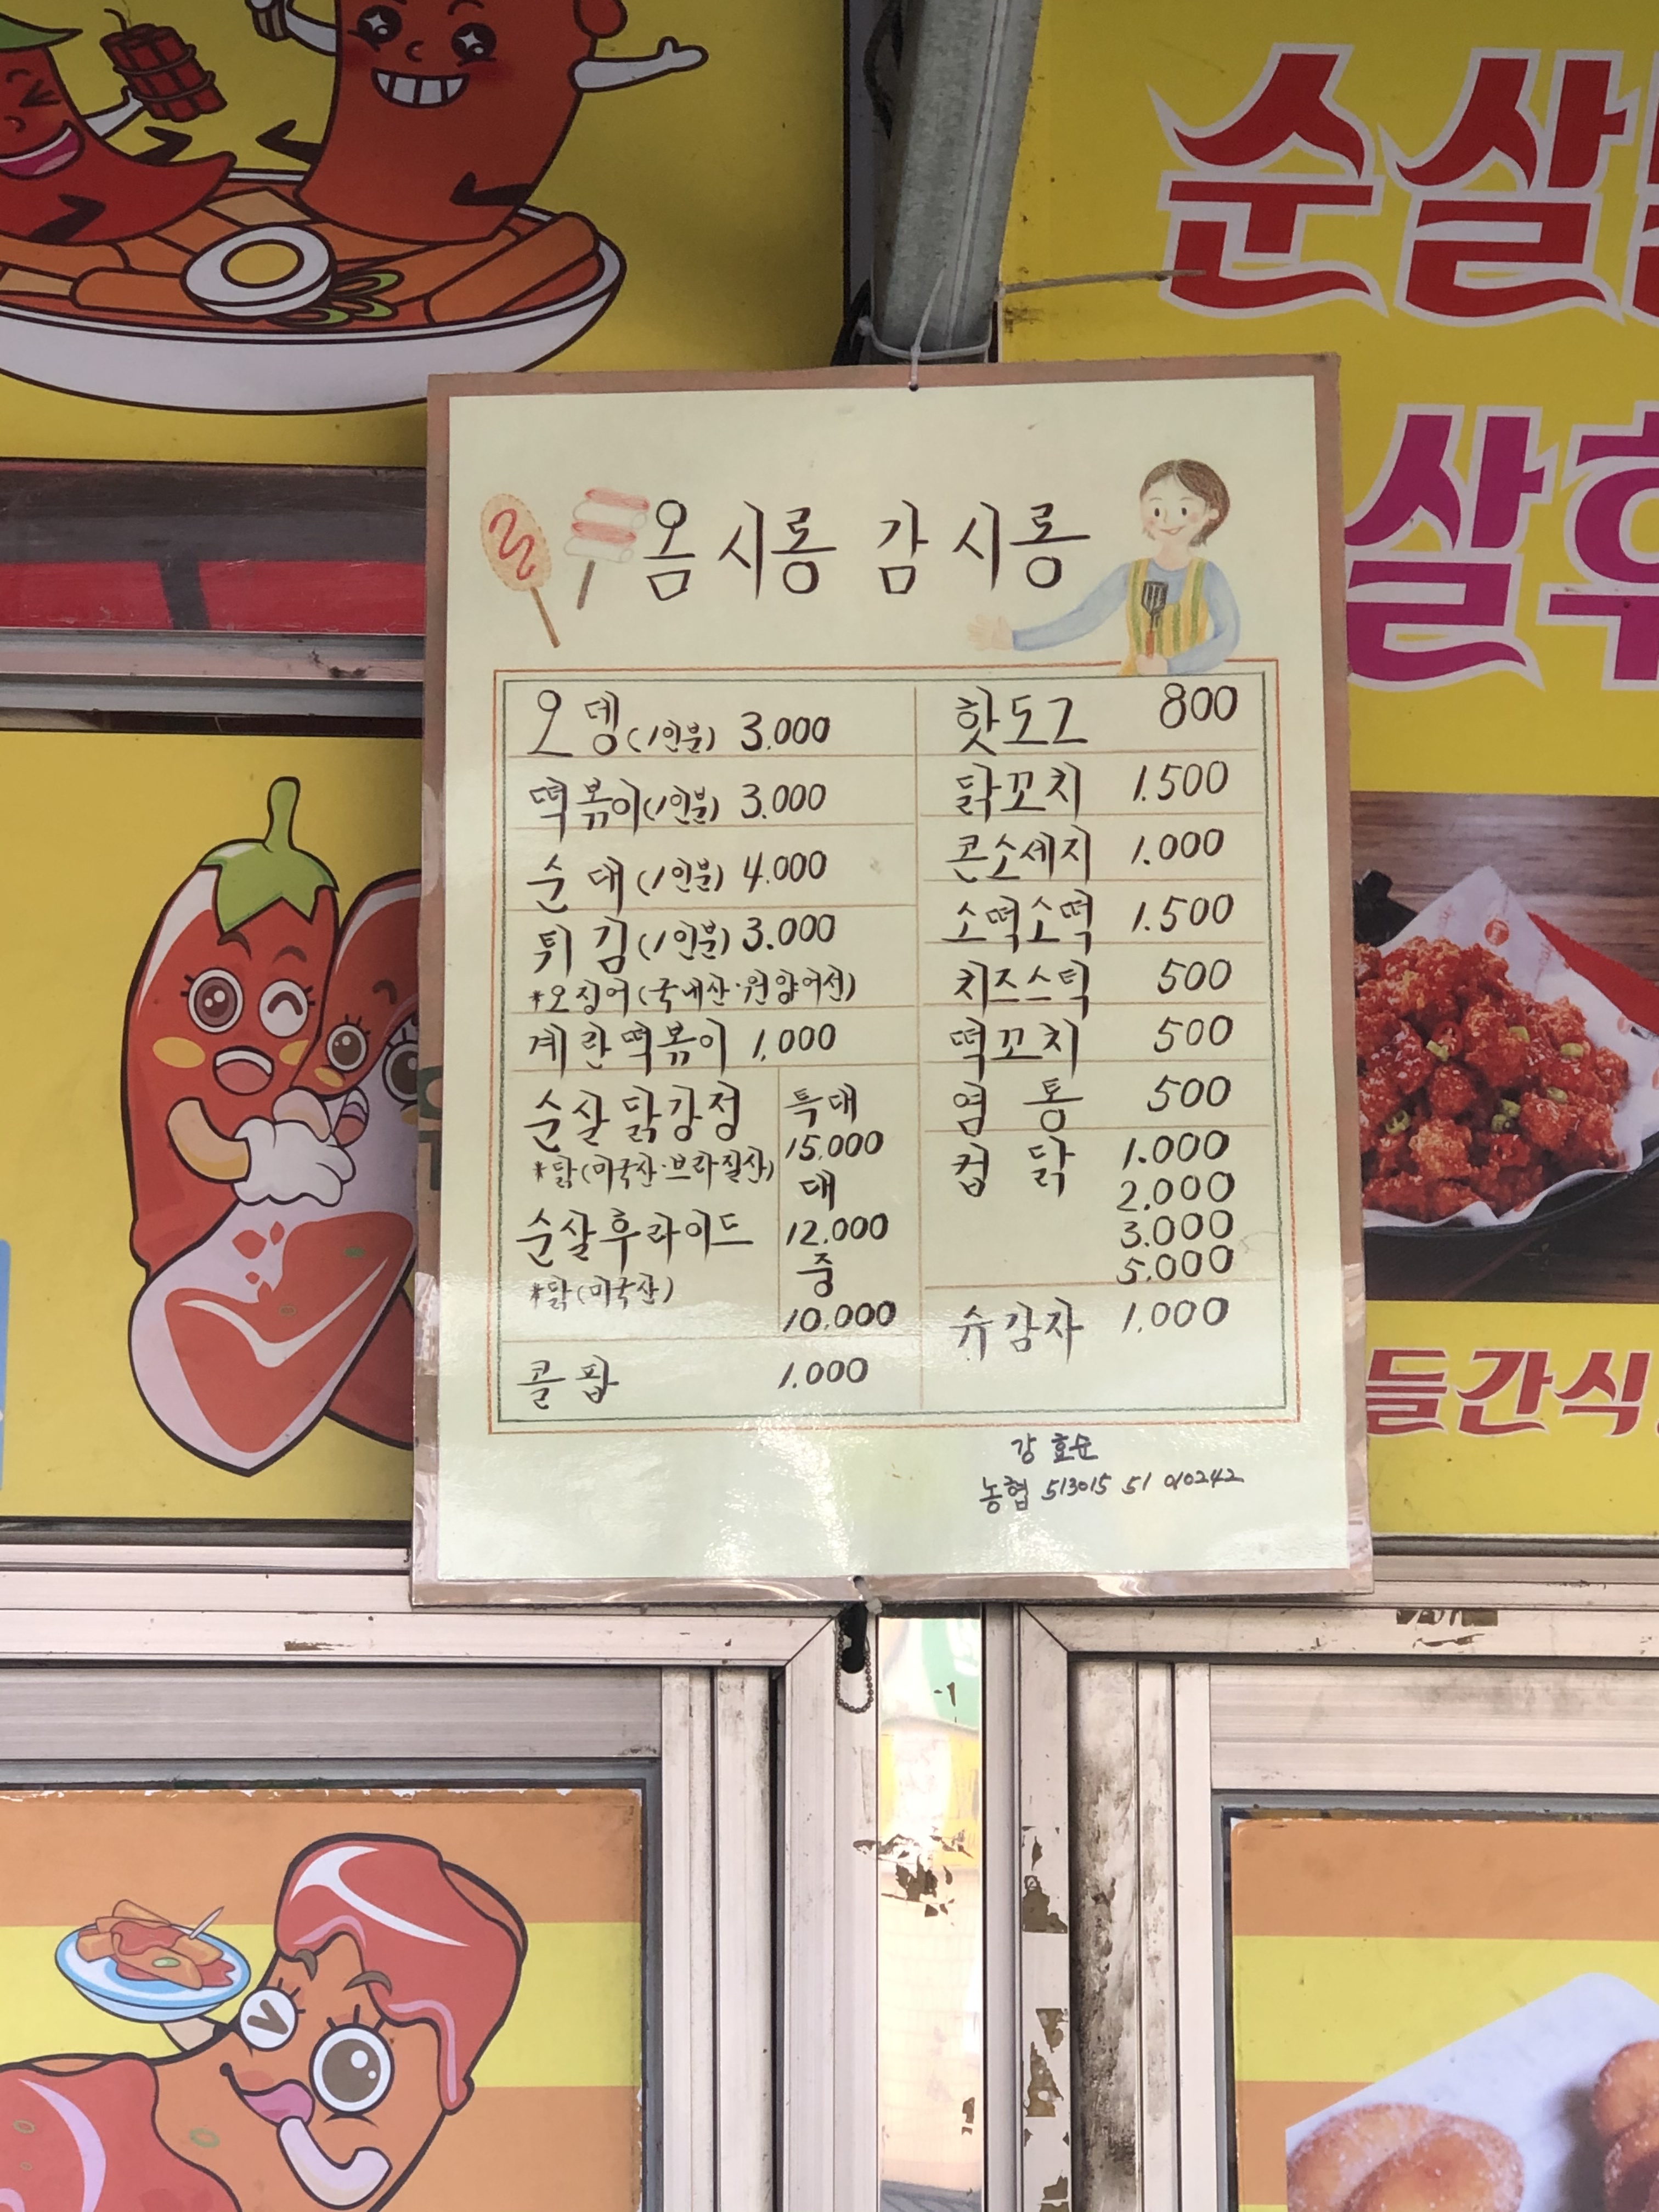 순살
살후
옴시롱 감시롱
오뎅(1인분) 3.000
떡볶이(1인분) 3.000
순대(1인분) 4.000
튀김(1인분) 3.000
*오징어(국내산·원양어선)
계란떡볶이 1,000
순살닭강정
*닭(미국산·브라질산)
순살후라이드
*닭(미국산)
특대
15.000
대
12.000
중
10.000
콜팝 1.000
핫도그 800
닭꼬치 1.500
콘소세지 1.000
소떡소떡 1.500
치즈스틱 500
떡꼬치 500
염통 500
컵닭 1.000
2.000
3.000
5.000
슈감자 1,000
강효순
농협 513015 51 010242
들간식